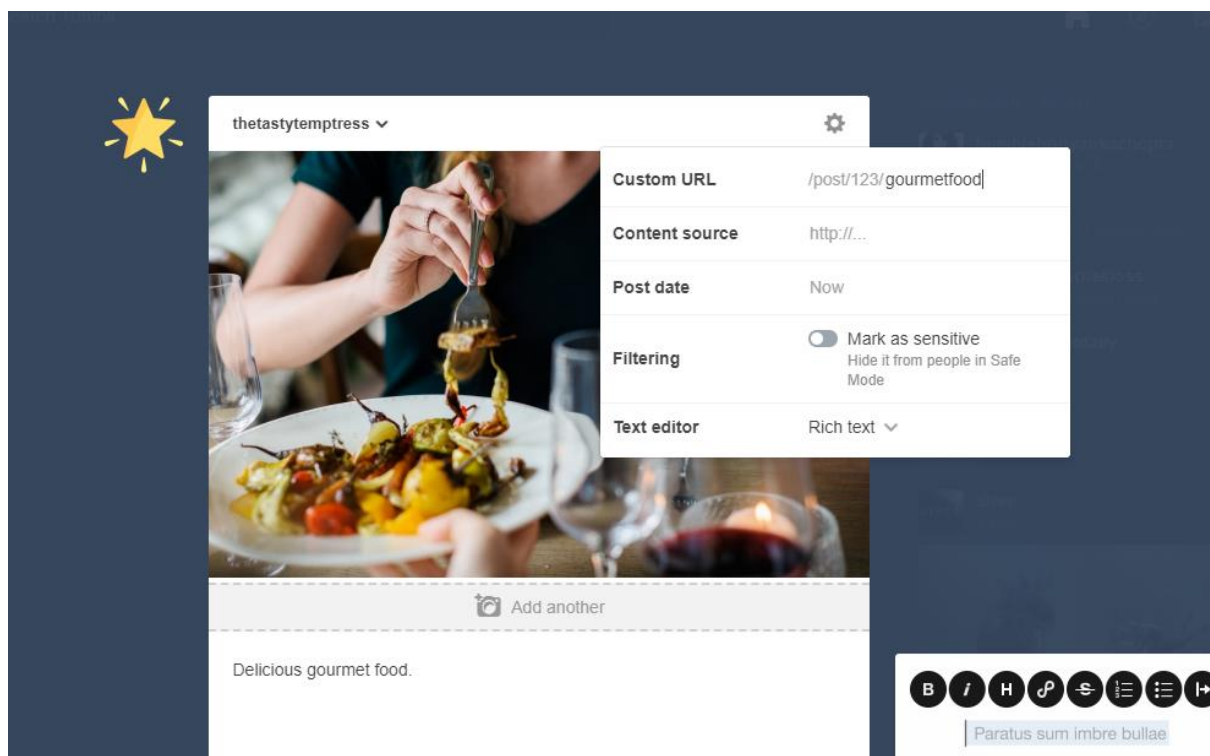 thetastytemptress
Custom URL /post/123/gourmetfood
Content source http://...
Post date Now
Filtering Mark as sensitive
Hide it from people in Safe
Mode
Text editor Rich text
Add another
Delicious gourmet food.
B i H S
Paratus sum imbre bullae